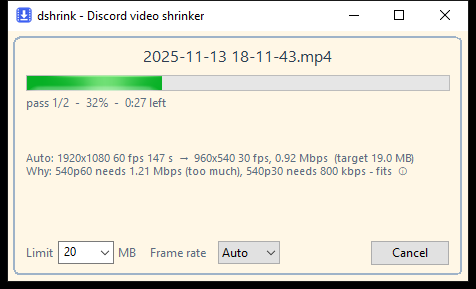 dshrink - Discord video shrinker
2025-11-13 18-11-43.mp4
pass 1/2 - 32% - 0:27 left
Auto: 1920x1080 60 fps 147 s → 960x540 30 fps, 0.92 Mbps (target 19.0 MB)
Why: 540p60 needs 1.21 Mbps (too much), 540p30 needs 800 kbps - fits ⓘ
Limit 20 MB Frame rate Auto Cancel